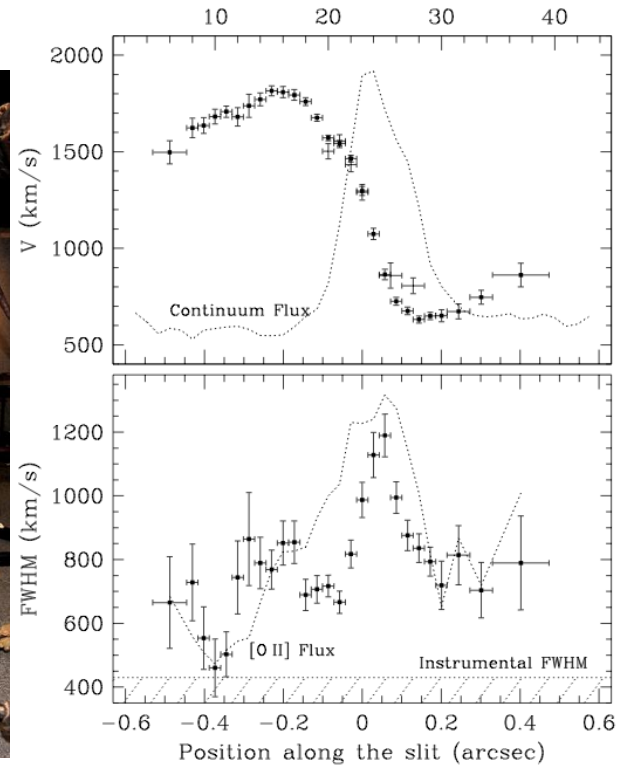 10 20 30 40
2000
1500
1000
500
V (km/s)
Continuum Flux
1200
1000
800
600
400
FWHM (km/s)
[O II] Flux
Instrumental FWHM
−0.6 −0.4 −0.2 0 0.2 0.4 0.6
Position along the slit (arcsec)